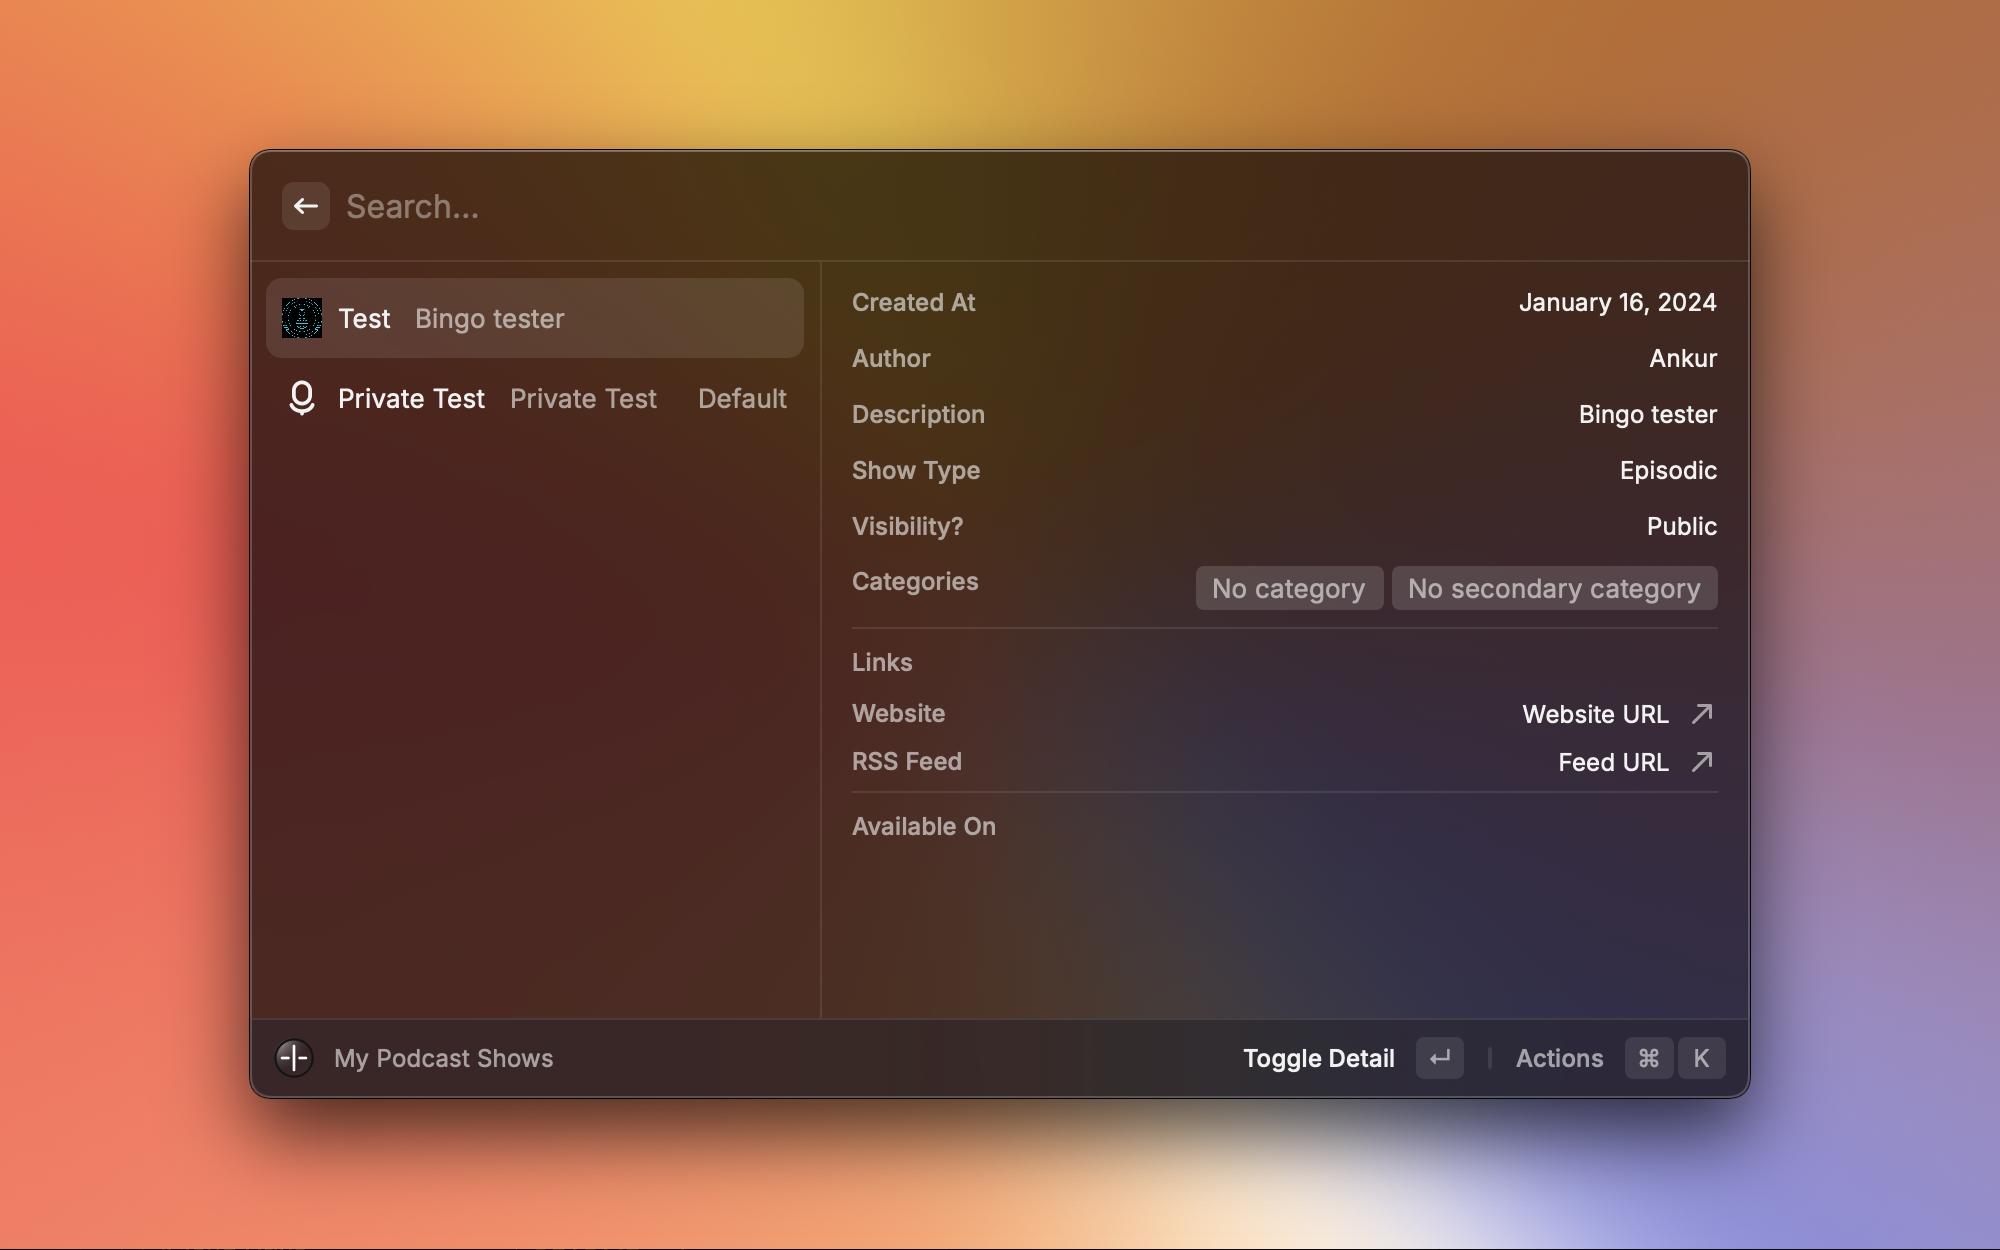 Search...
Test Bingo tester
Private Test Private Test Default
Created At January 16, 2024
Author Ankur
Description Bingo tester
Show Type Episodic
Visibility? Public
Categories No category No secondary category
Links
Website Website URL
RSS Feed Feed URL
Available On
My Podcast Shows Toggle Detail Actions ⌘ K